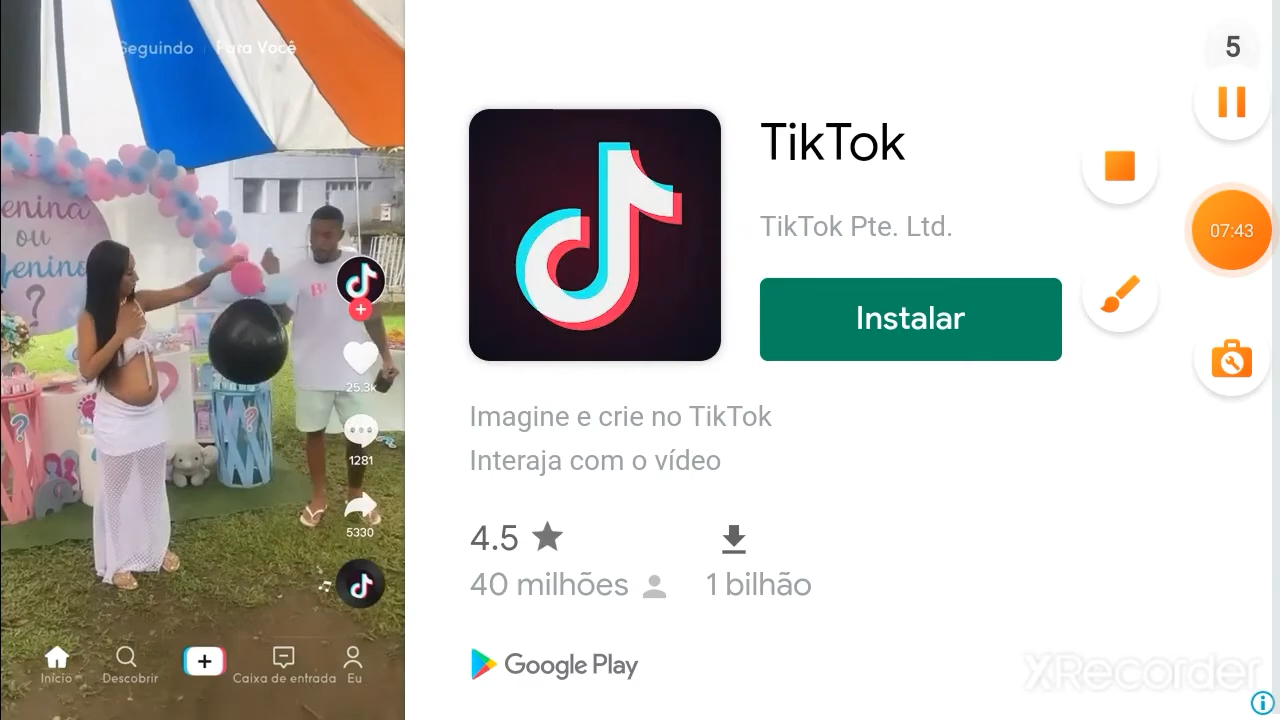 Seguindo
Para Você
enina
ou
enino
?
?
?
25.3k
1281
5330
Início
Descobrir
Caixa de entrada
Eu
TikTok
TikTok Pte. Ltd.
Instalar
Imagine e crie no TikTok
Interaja com o vídeo
4.5
40 milhões
1 bilhão
Google Play
5
07:43
XRecorder